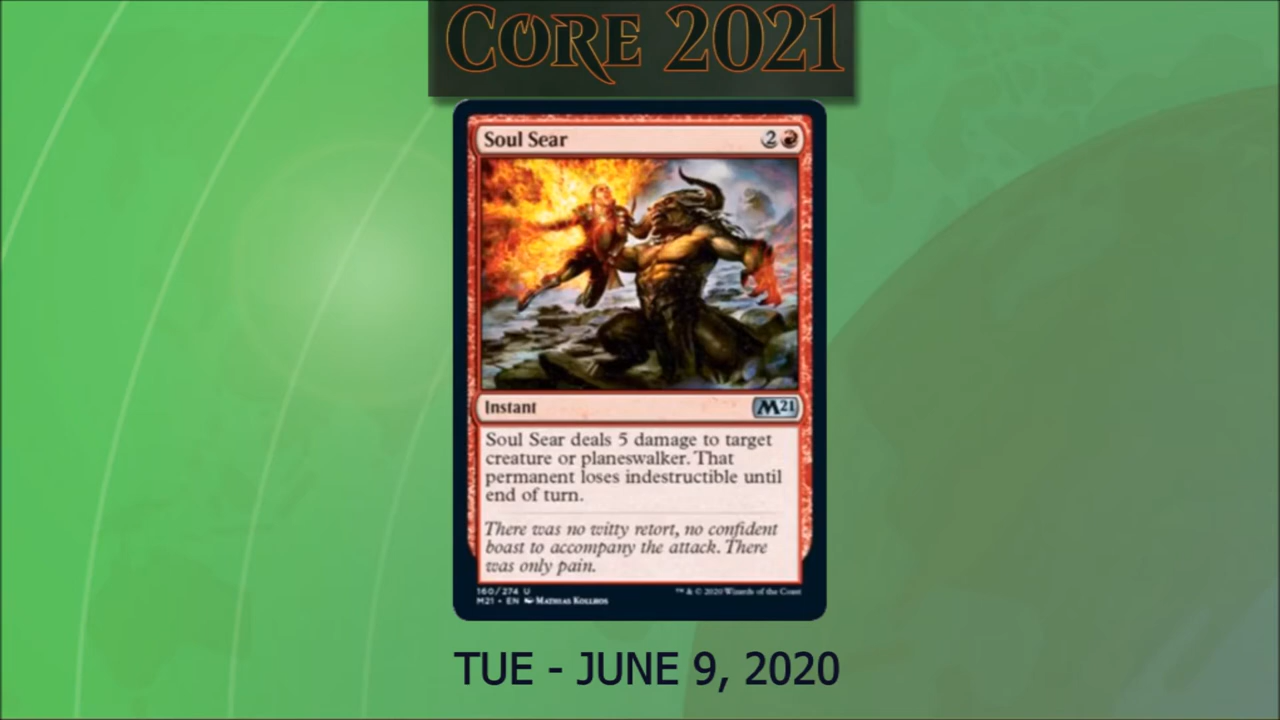 CORE 2021
Soul Sear
2
Instant
M21
Soul Sear deals 5 damage to target
creature or planeswalker. That
permanent loses indestructible until
end of turn.
There was no witty retort, no confident
boast to accompany the attack. There
was only pain.
160/274 U
M21 • EN Mathias Kollros
™ & © 2020 Wizards of the Coast
TUE - JUNE 9, 2020